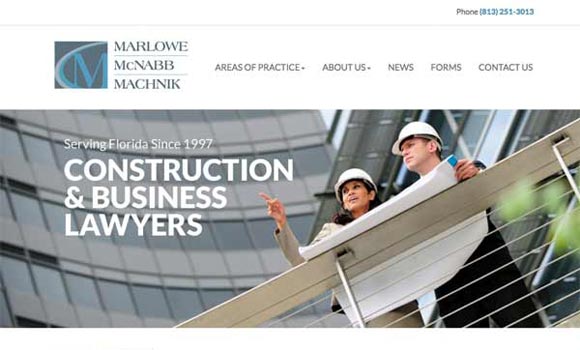 Phone (813) 251-3013
MARLOWE
McNABB
MACHNIK
AREAS OF PRACTICE ABOUT US NEWS FORMS CONTACT US
Serving Florida Since 1997
CONSTRUCTION
& BUSINESS
LAWYERS